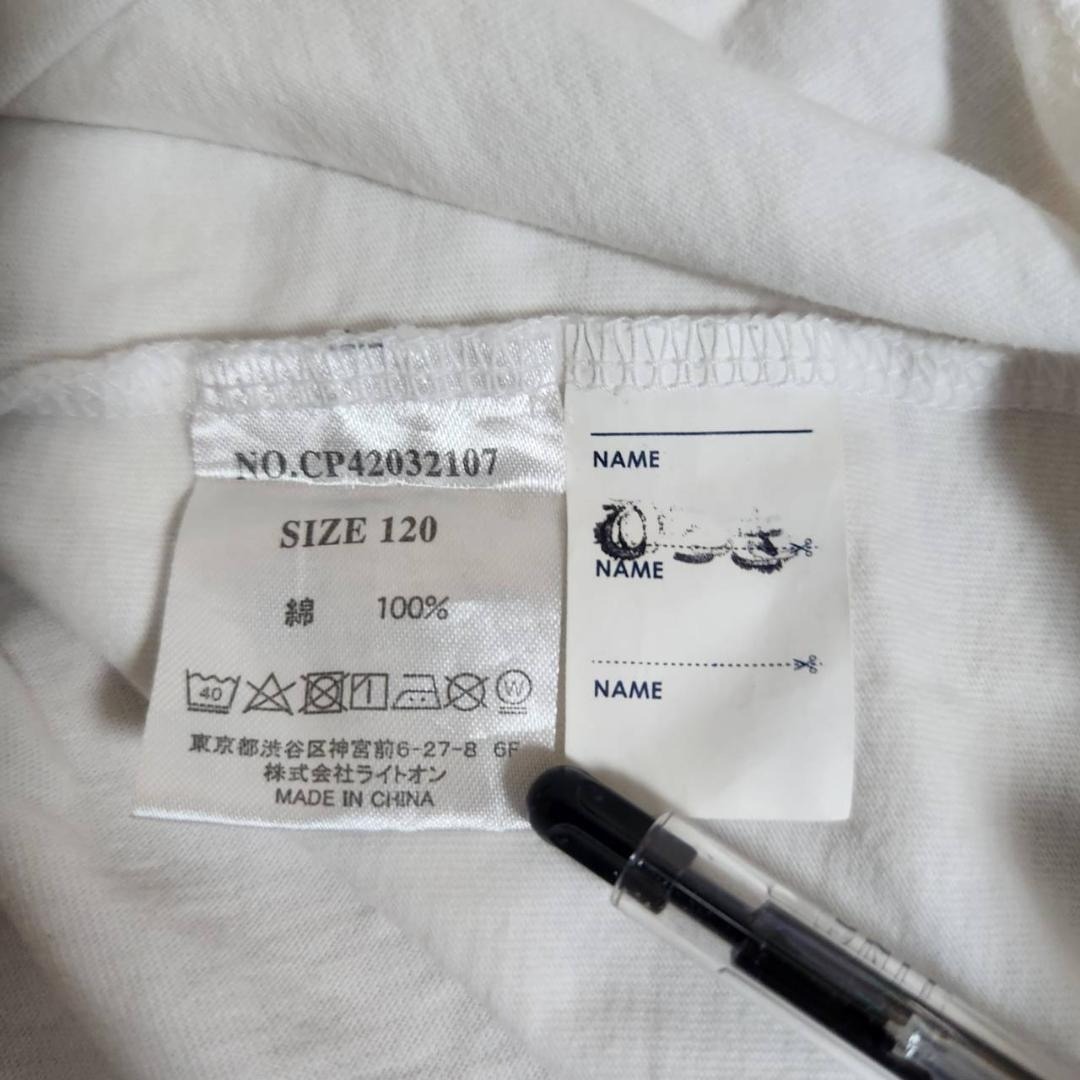 NO.CP42032107
SIZE 120
綿 100%
40 W
東京都渋谷区神宮前6-27-8 6F
株式会社ライトオン
MADE IN CHINA
NAME
NAME
NAME